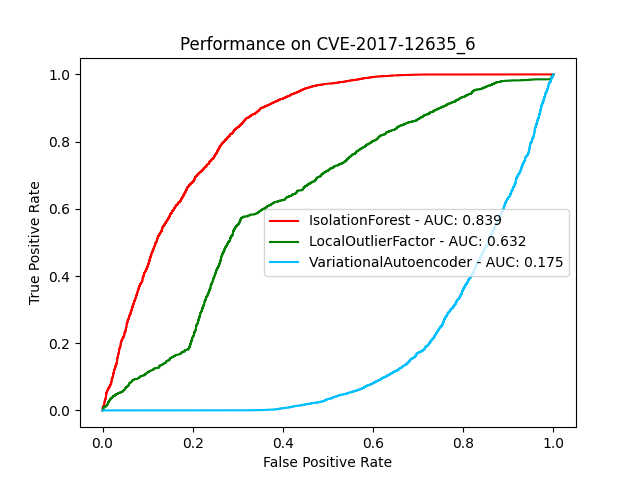 Performance on CVE-2017-12635_6
1.0
0.8
0.6
0.4
0.2
0.0
True Positive Rate
IsolationForest - AUC: 0.839
LocalOutlierFactor - AUC: 0.632
VariationalAutoencoder - AUC: 0.175
0.0 0.2 0.4 0.6 0.8 1.0
False Positive Rate